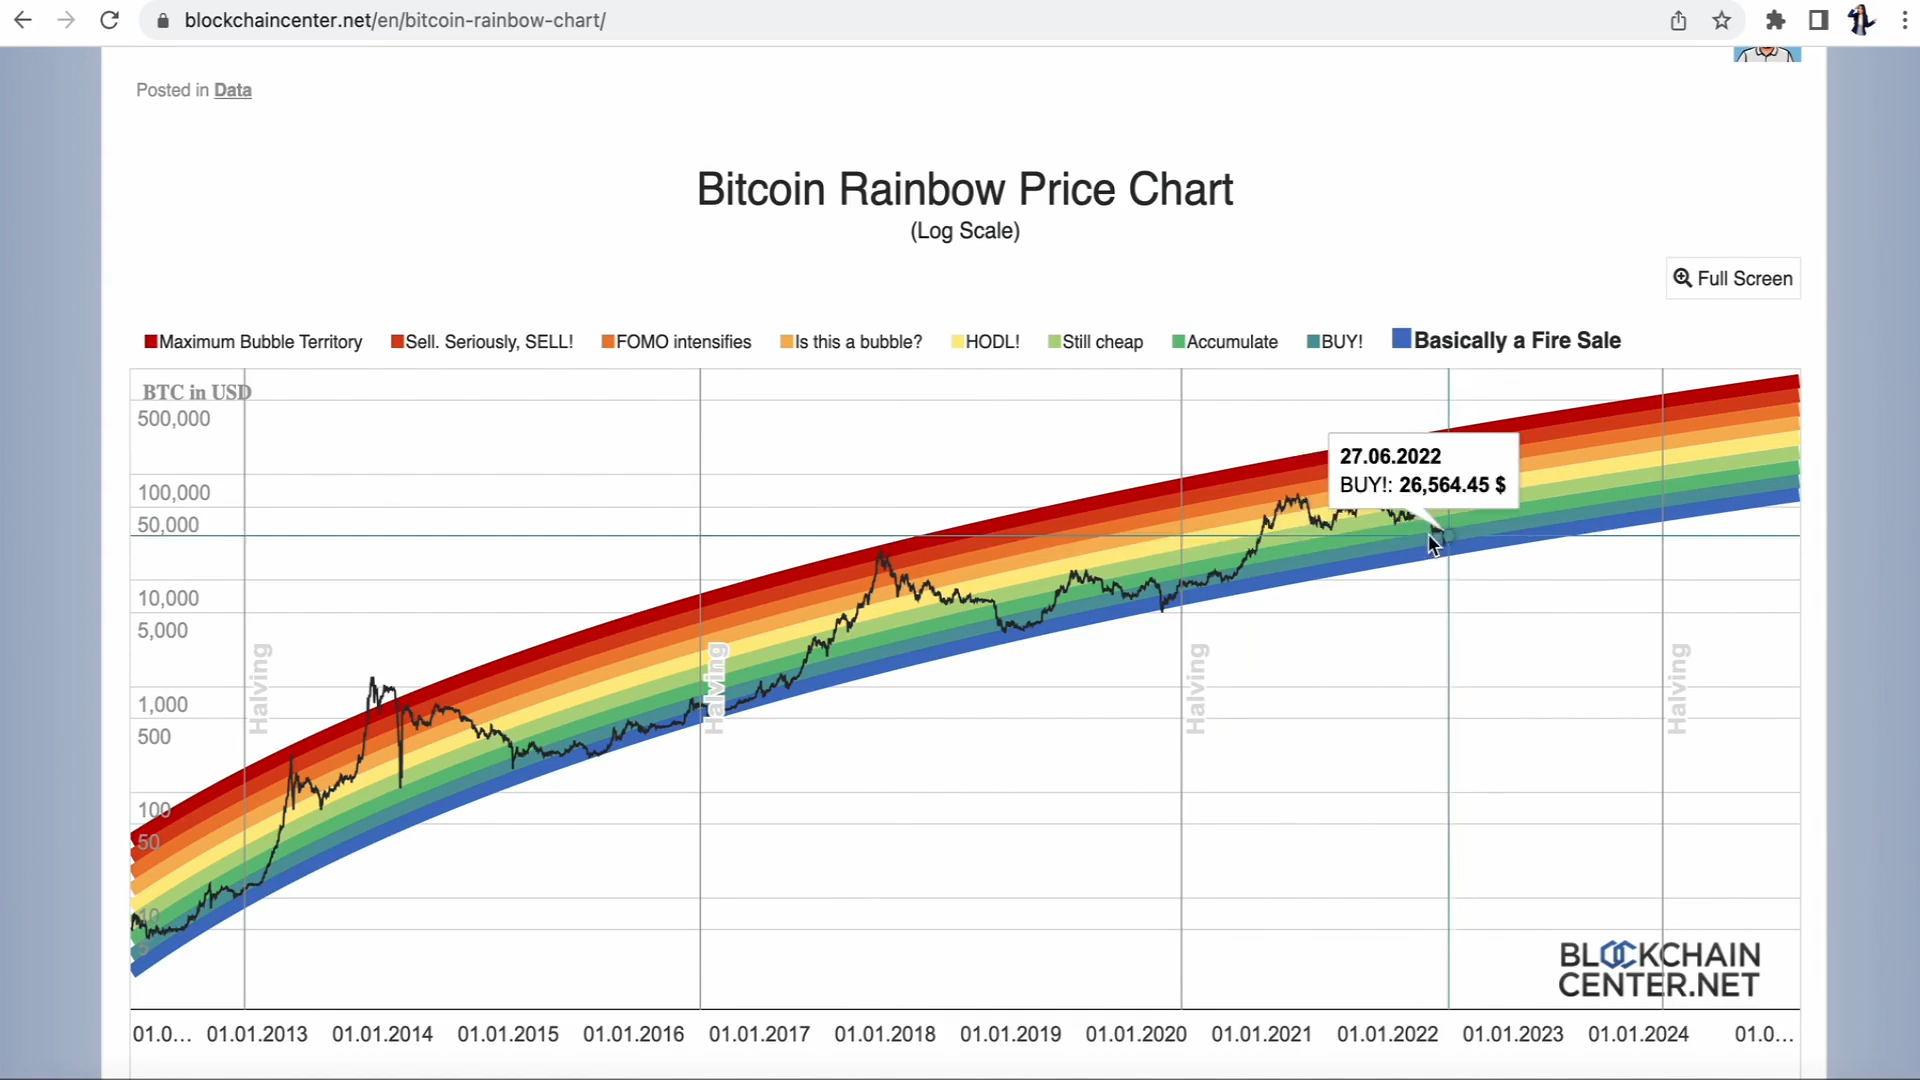 blockchaincenter.net/en/bitcoin-rainbow-chart/
Posted in Data
Bitcoin Rainbow Price Chart
(Log Scale)
Full Screen
Maximum Bubble Territory Sell. Seriously, SELL! FOMO intensifies Is this a bubble? HODL! Still cheap Accumulate BUY! Basically a Fire Sale
BTC in USD
500,000
27.06.2022
BUY!: 26,564.45 $
100,000
50,000
10,000
5,000
Halving
Halving
Halving
Halving
1,000
500
100
50
10
5
BLOCKCHAIN
CENTER.NET
01.0... 01.01.2013 01.01.2014 01.01.2015 01.01.2016 01.01.2017 01.01.2018 01.01.2019 01.01.2020 01.01.2021 01.01.2022 01.01.2023 01.01.2024 01.0...